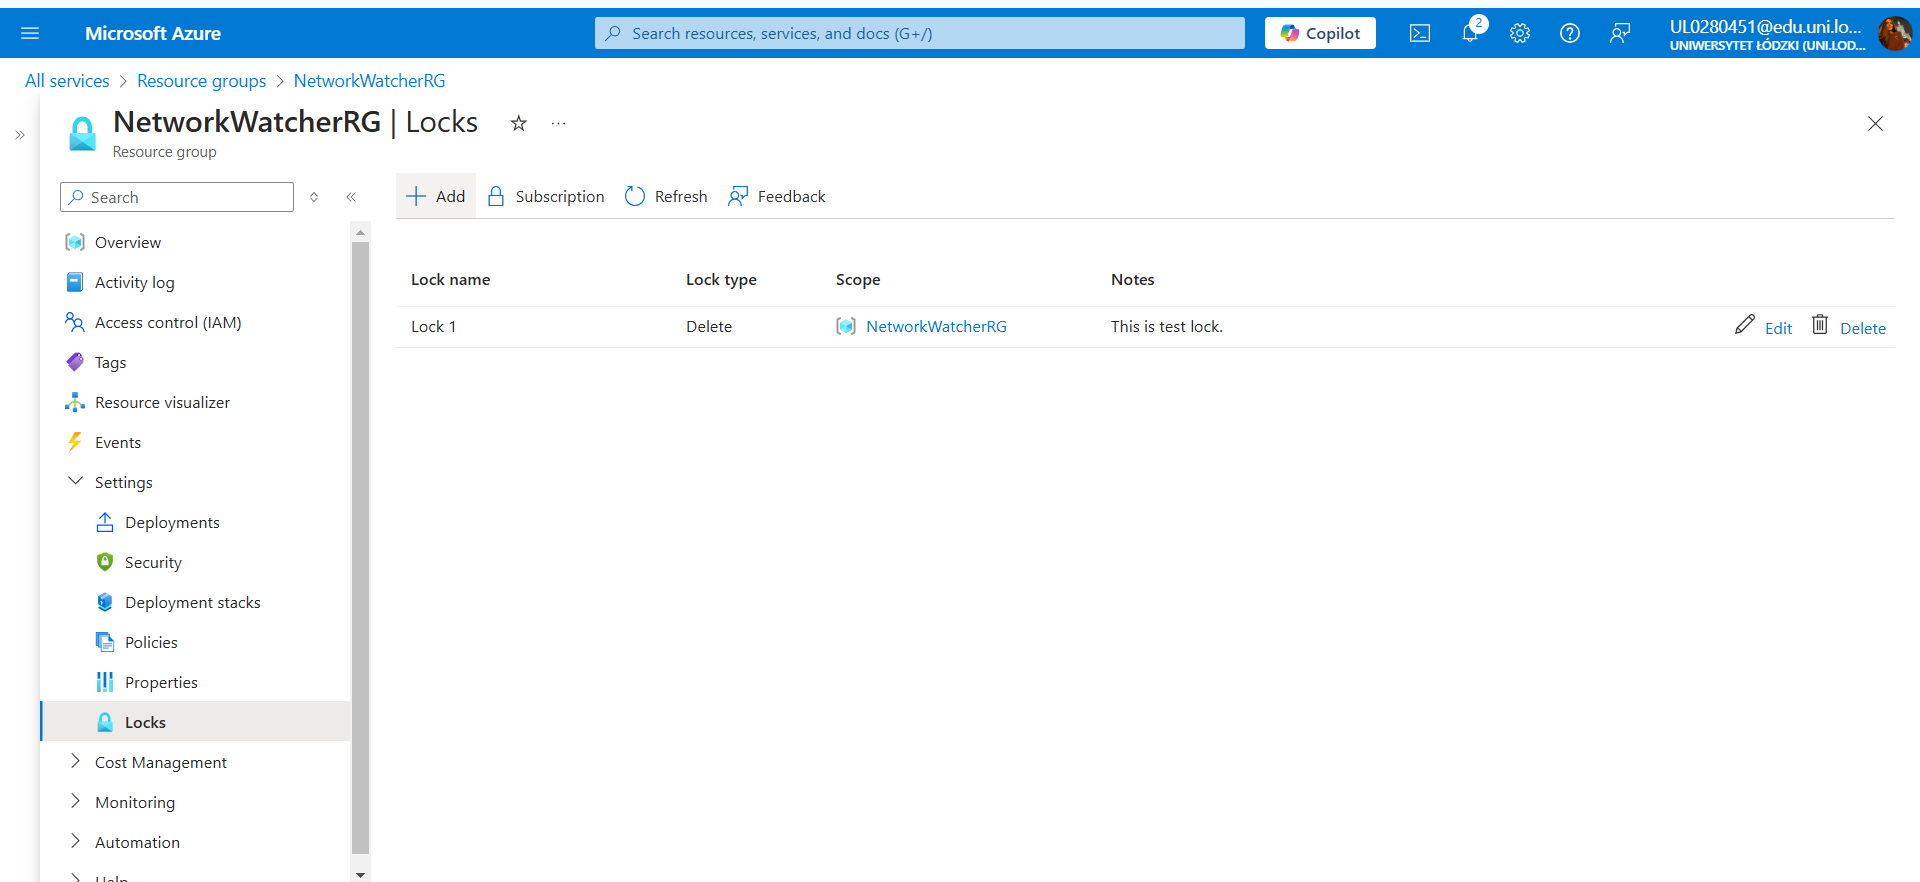 Microsoft Azure
Search resources, services, and docs (G+/)
Copilot
2
UL0280451@edu.uni.lo...
UNIWERSYTET ŁÓDZKI (UNI.LOD...
All services > Resource groups > NetworkWatcherRG
NetworkWatcherRG | Locks
Resource group
Search
Add
Subscription
Refresh
Feedback
Overview
Activity log
Access control (IAM)
Tags
Resource visualizer
Events
Settings
Deployments
Security
Deployment stacks
Policies
Properties
Locks
Cost Management
Monitoring
Automation
Help
Lock name Lock type Scope Notes
Lock 1 Delete NetworkWatcherRG This is test lock. Edit Delete